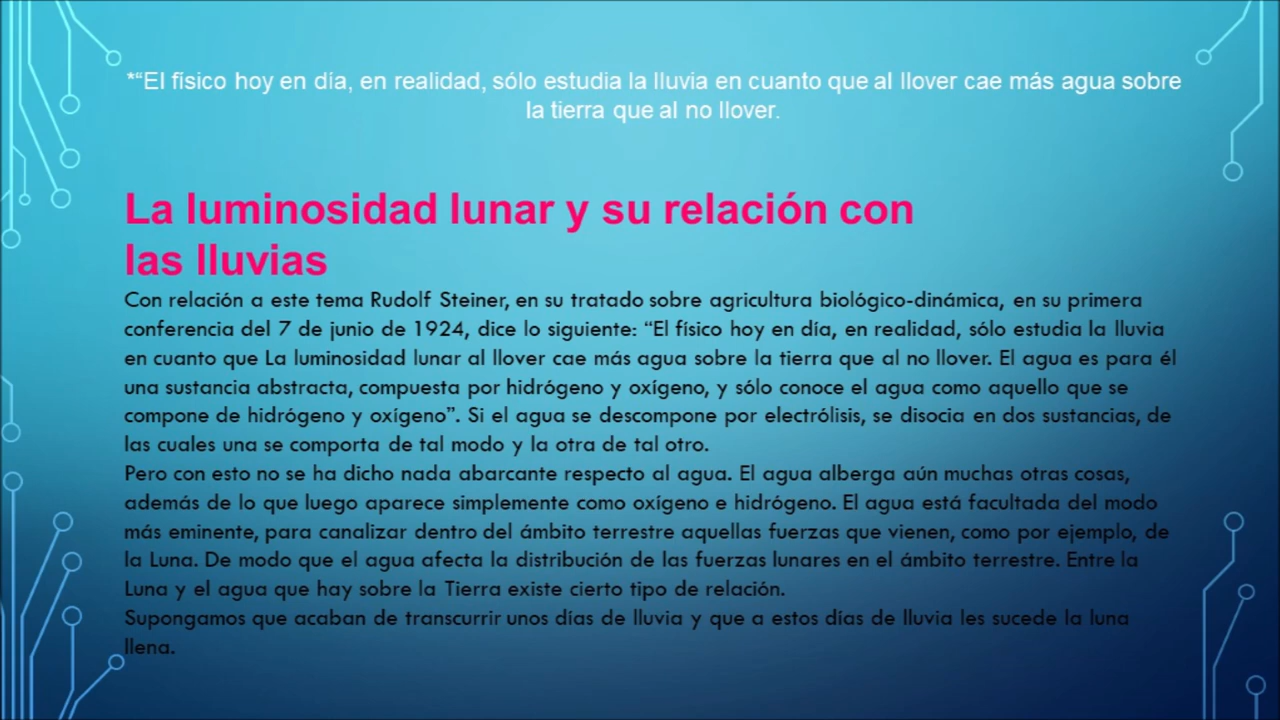 *“El físico hoy en día, en realidad, sólo estudia la lluvia en cuanto que al llover cae más agua sobre
la tierra que al no llover.
La luminosidad lunar y su relación con
las lluvias
Con relación a este tema Rudolf Steiner, en su tratado sobre agricultura biológico-dinámica, en su primera
conferencia del 7 de junio de 1924, dice lo siguiente: “El físico hoy en día, en realidad, sólo estudia la lluvia
en cuanto que La luminosidad lunar al llover cae más agua sobre la tierra que al no llover. El agua es para él
una sustancia abstracta, compuesta por hidrógeno y oxígeno, y sólo conoce el agua como aquello que se
compone de hidrógeno y oxígeno”. Si el agua se descompone por electrólisis, se disocia en dos sustancias, de
las cuales una se comporta de tal modo y la otra de tal otro.
Pero con esto no se ha dicho nada abarcante respecto al agua. El agua alberga aún muchas otras cosas,
además de lo que luego aparece simplemente como oxígeno e hidrógeno. El agua está facultada del modo
más eminente, para canalizar dentro del ámbito terrestre aquellas fuerzas que vienen, como por ejemplo, de
la Luna. De modo que el agua afecta la distribución de las fuerzas lunares en el ámbito terrestre. Entre la
Luna y el agua que hay sobre la Tierra existe cierto tipo de relación.
Supongamos que acaban de transcurrir unos días de lluvia y que a estos días de lluvia les sucede la luna
llena.